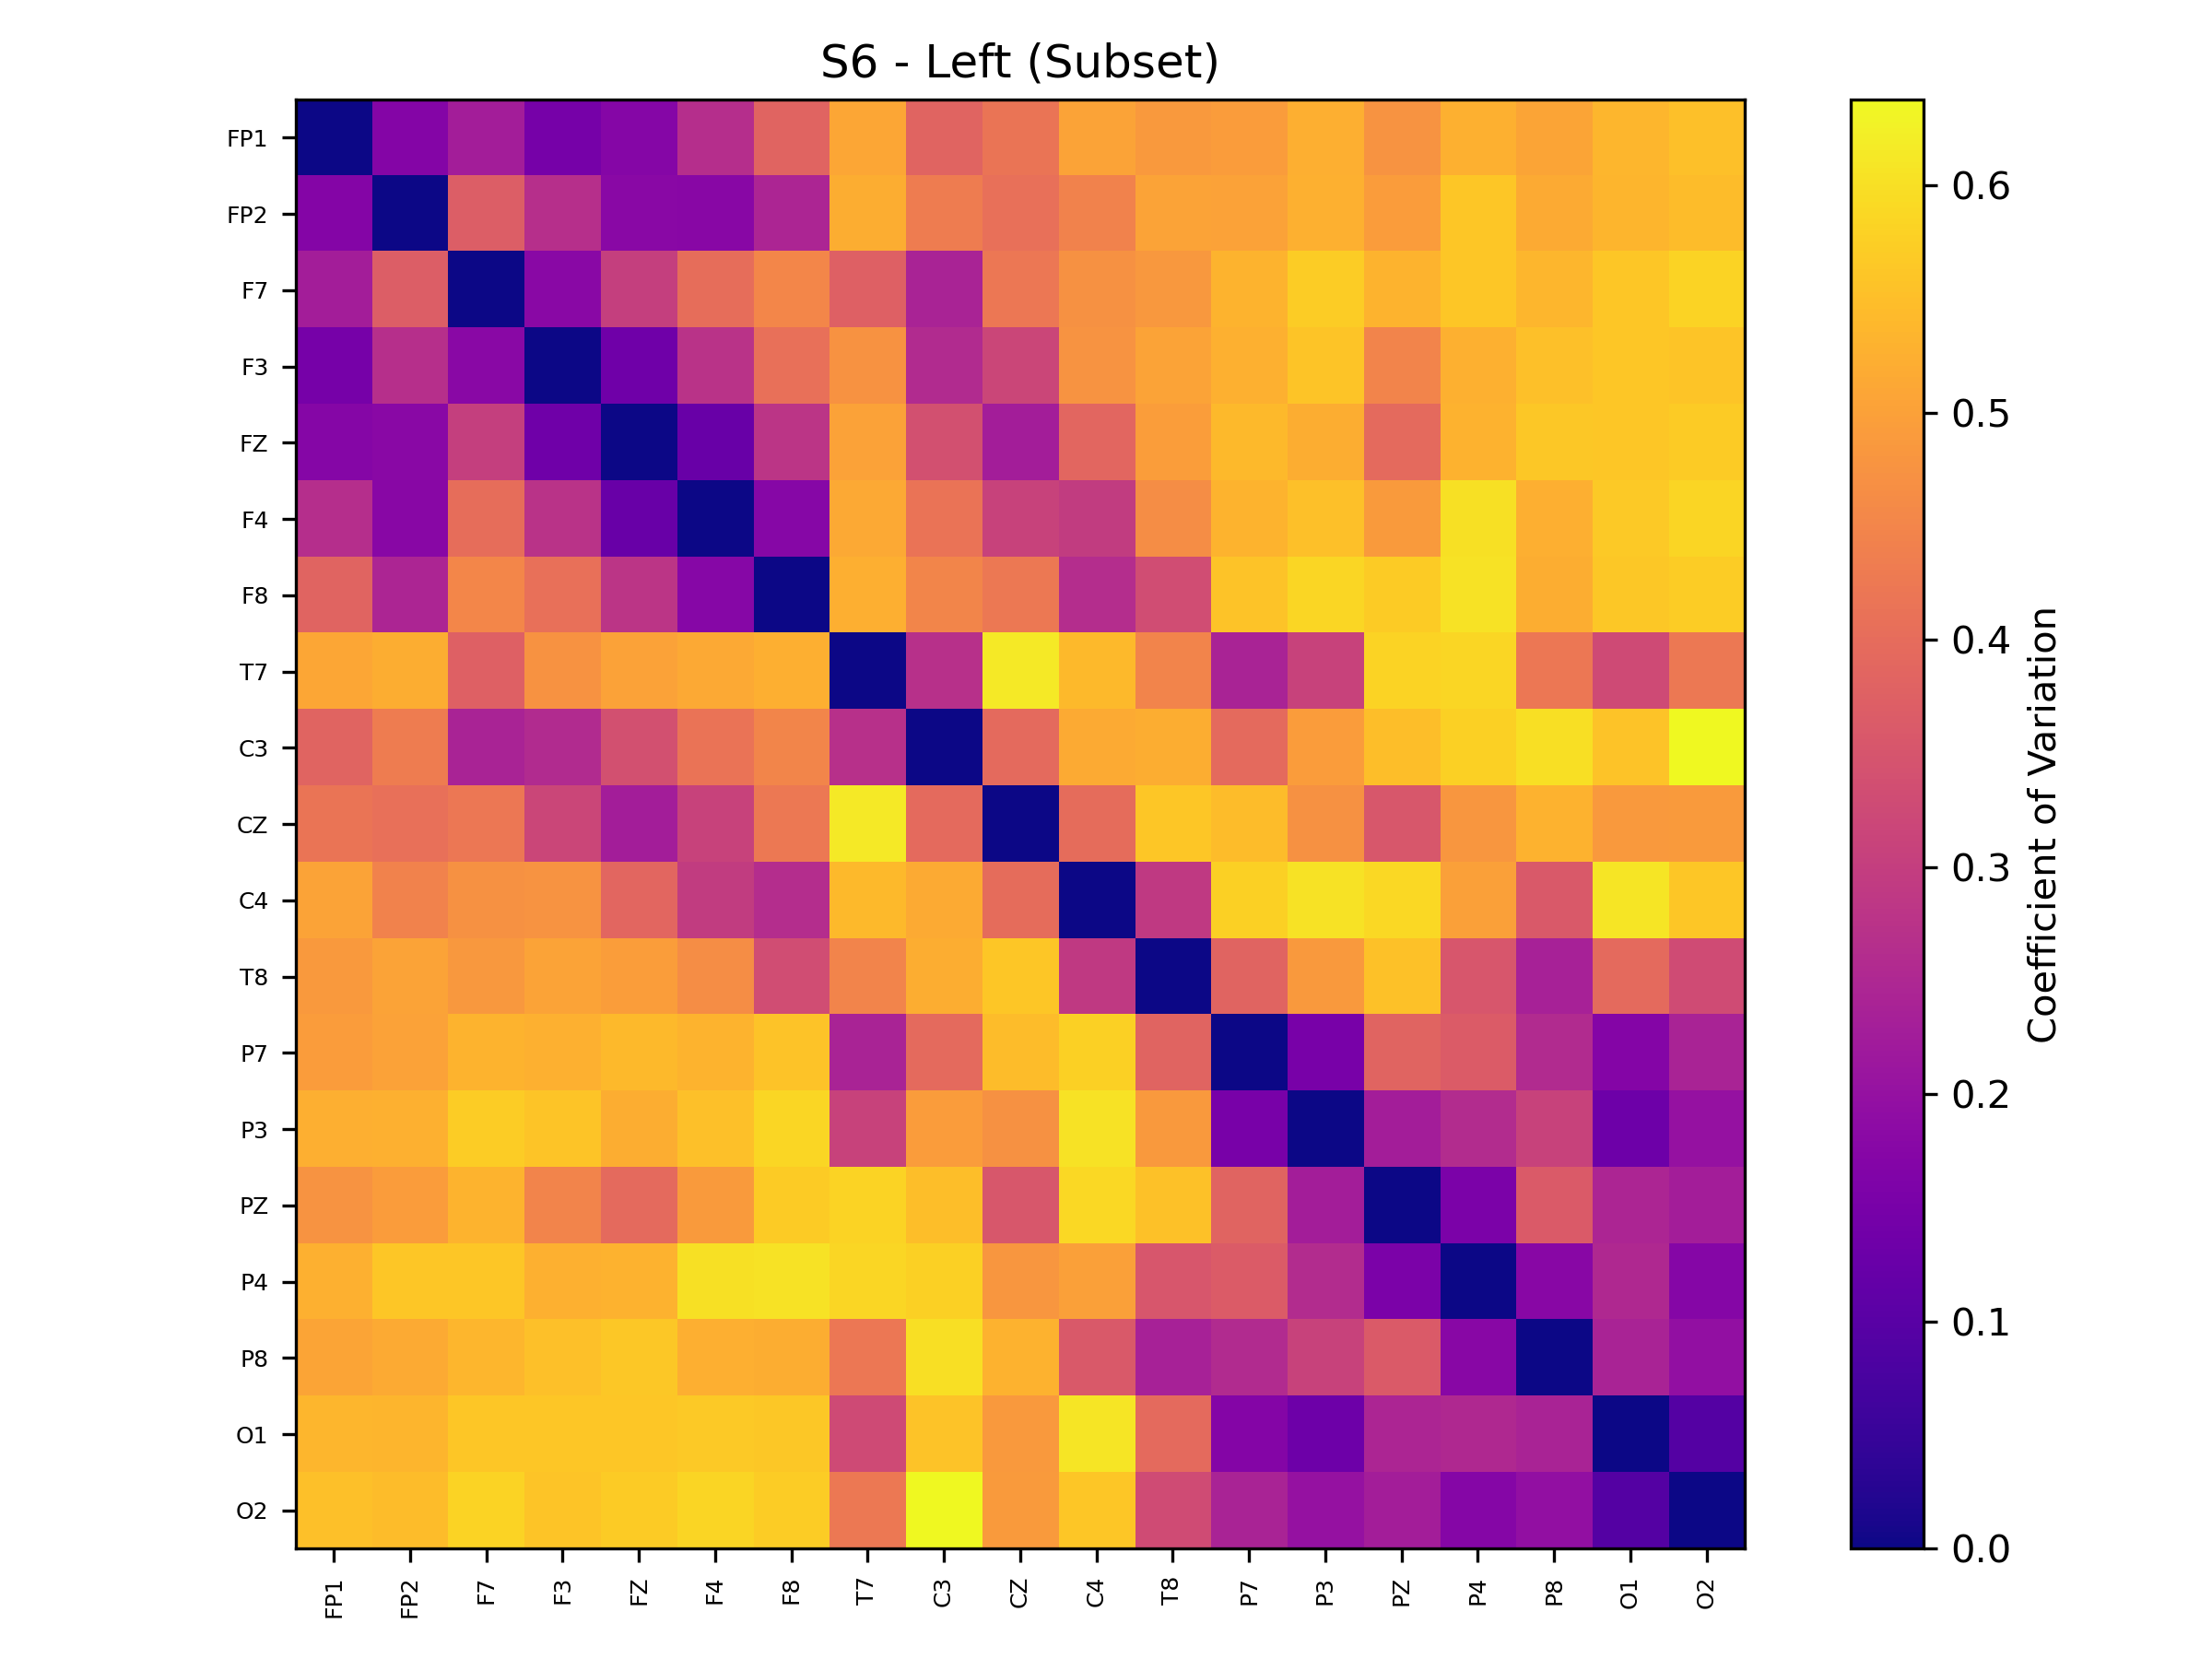 S6 - Left (Subset)
FP1
FP2
F7
F3
FZ
F4
F8
T7
C3
CZ
C4
T8
P7
P3
PZ
P4
P8
O1
O2
FP1 FP2 F7 F3 FZ F4 F8 T7 C3 CZ C4 T8 P7 P3 PZ P4 P8 O1 O2
0.6
0.5
0.4
0.3
0.2
0.1
0.0
Coefficient of Variation